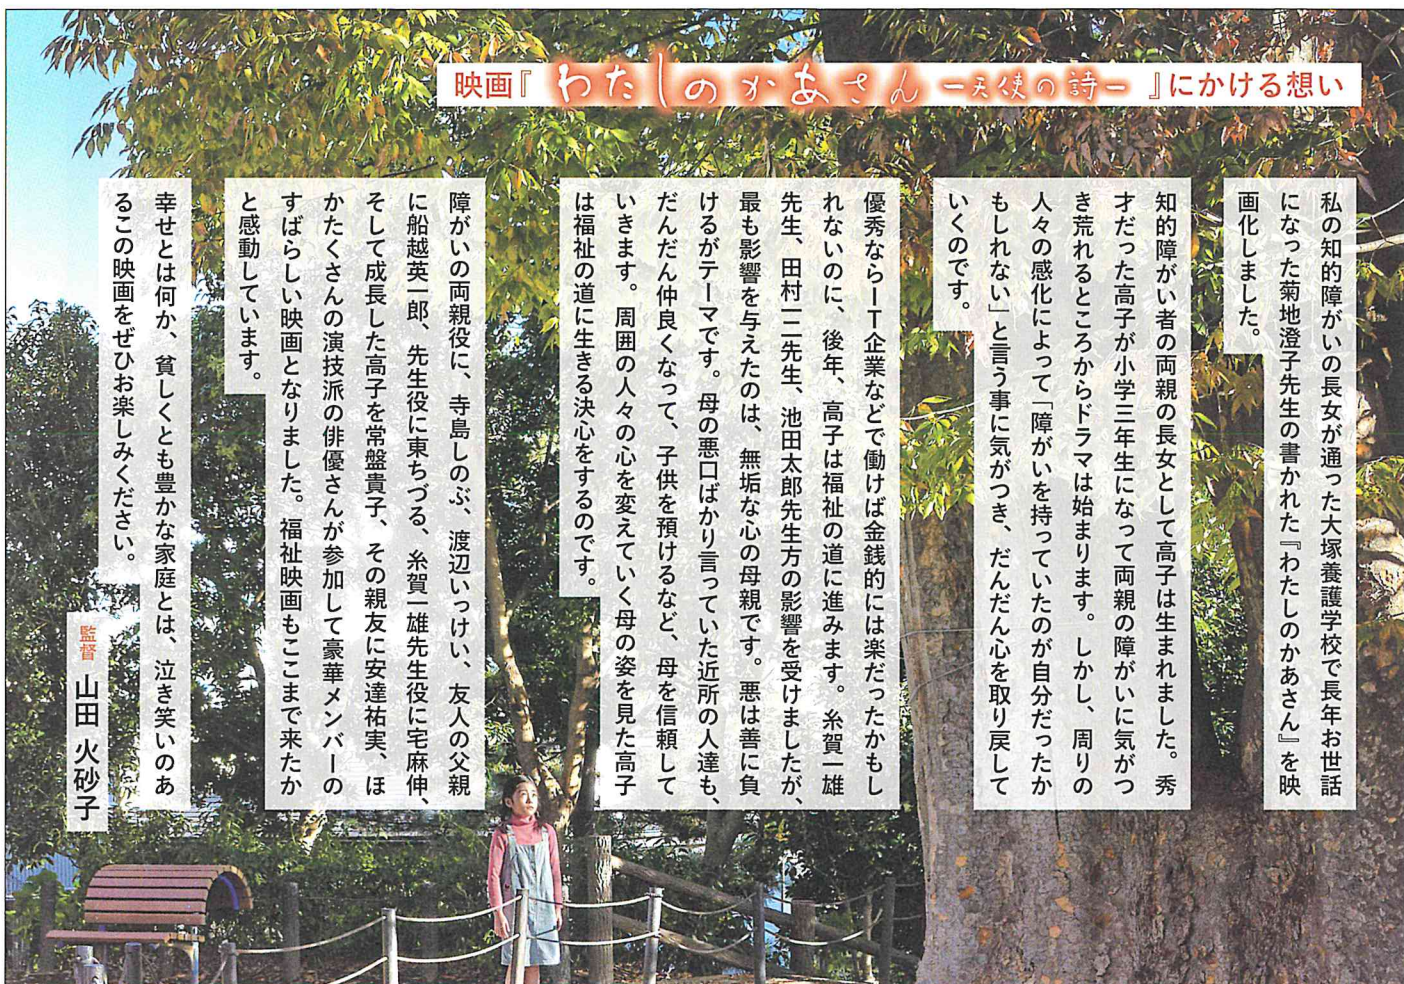 映画『わたしのかあさん ―天使の詩― 』にかける想い
私の知的障がいの長女が通った大塚養護学校で長年お世話
になった菊地澄子先生の書かれた『わたしのかあさん』を映
画化しました。
知的障がい者の両親の長女として高子は生まれました。秀
才だった高子が小学三年生になって両親の障がいに気がつ
き荒れるところからドラマは始まります。しかし、周りの
人々の感化によって「障がいを持っていたのが自分だったか
もしれない」と言う事に気がつき、だんだん心を取り戻して
いくのです。
優秀ならIT企業などで働けば金銭的には楽だったかもし
れないのに、後年、高子は福祉の道に進みます。糸賀一雄
先生、田村一二先生、池田太郎先生方の影響を受けましたが、
最も影響を与えたのは、無垢な心の母親です。悪は善に負
けるがテーマです。母の悪口ばかり言っていた近所の人達も、
だんだん仲良くなって、子供を預けるなど、母を信頼して
いきます。周囲の人々の心を変えていく母の姿を見た高子
は福祉の道に生きる決心をするのです。
障がいの両親役に、寺島しのぶ、渡辺いっけい、友人の父親
に船越英一郎、先生役に東ちづる、糸賀一雄先生役に宅麻伸、
そして成長した高子を常盤貴子、その親友に安達祐実、ほ
かたくさんの演技派の俳優さんが参加して豪華メンバーの
すばらしい映画となりました。福祉映画もここまで来たか
と感動しています。
幸せとは何か、貧しくとも豊かな家庭とは、泣き笑いのあ
るこの映画をぜひお楽しみください。
監督 山田 火砂子